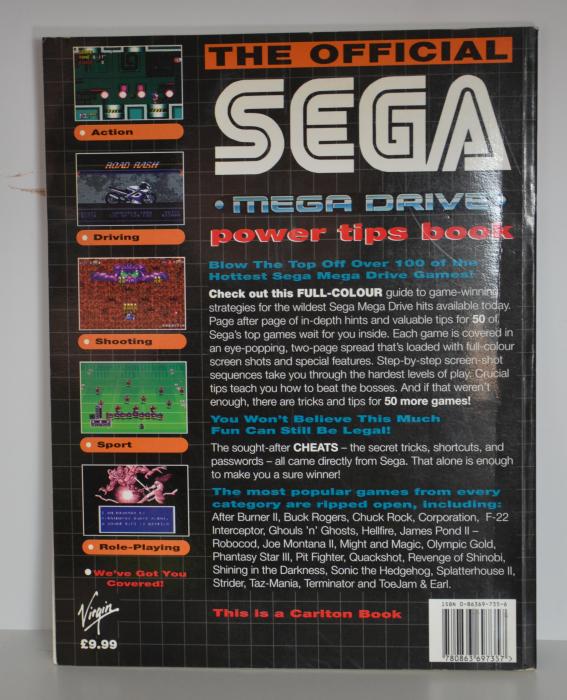 THE OFFICIAL
SEGA
• MEGA DRIVE •
power tips book
Blow The Top Off Over 100 of the
Hottest Sega Mega Drive Games!
Check out this FULL-COLOUR guide to game-winning
strategies for the wildest Sega Mega Drive hits available today.
Page after page of in-depth hints and valuable tips for 50 of
Sega's top games wait for you inside. Each game is covered in
an eye-popping, two-page spread that's loaded with full-colour
screen shots and special features. Step-by-step screen-shot
sequences take you through the hardest levels of play. Crucial
tips teach you how to beat the bosses. And if that weren't
enough, there are tricks and tips for 50 more games!
You Won't Believe This Much
Fun Can Still Be Legal!
The sought-after CHEATS – the secret tricks, shortcuts, and
passwords – all came directly from Sega. That alone is enough
to make you a sure winner!
The most popular games from every
category are ripped open, including:
After Burner II, Buck Rogers, Chuck Rock, Corporation, F-22
Interceptor, Ghouls 'n' Ghosts, Hellfire, James Pond II –
Robocod, Joe Montana II, Might and Magic, Olympic Gold,
Phantasy Star III, Pit Fighter, Quackshot, Revenge of Shinobi,
Shining in the Darkness, Sonic the Hedgehog, Splatterhouse II,
Strider, Taz-Mania, Terminator and ToeJam & Earl.
This is a Carlton Book
• Action
ROAD RASH
• Driving
• Shooting
• Sport
• Role-Playing
• We've Got You
Covered!
Virgin
£9.99
ISBN 0-86369-735-6
9780863697357